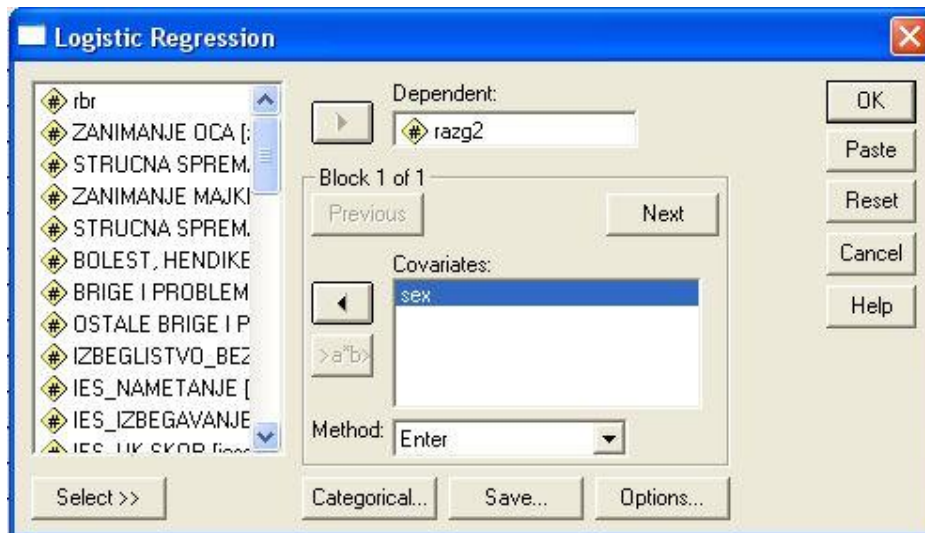 Logistic Regression
rbr
ZANIMANJE OCA [:
STRUCNA SPREM.
ZANIMANJE MAJKI
STRUCNA SPREM.
BOLEST, HENDIKE
BRIGE I PROBLEM
OSTALE BRIGE I P
IZBEGLISTVO_BEZ
IES_NAMETANJE [
IES_IZBEGAVANJE
Select >>
Dependent:
razg2
Block 1 of 1
Previous
Next
Covariates:
sex
>a*b>
Method:
Enter
Categorical...
Save...
Options...
OK
Paste
Reset
Cancel
Help